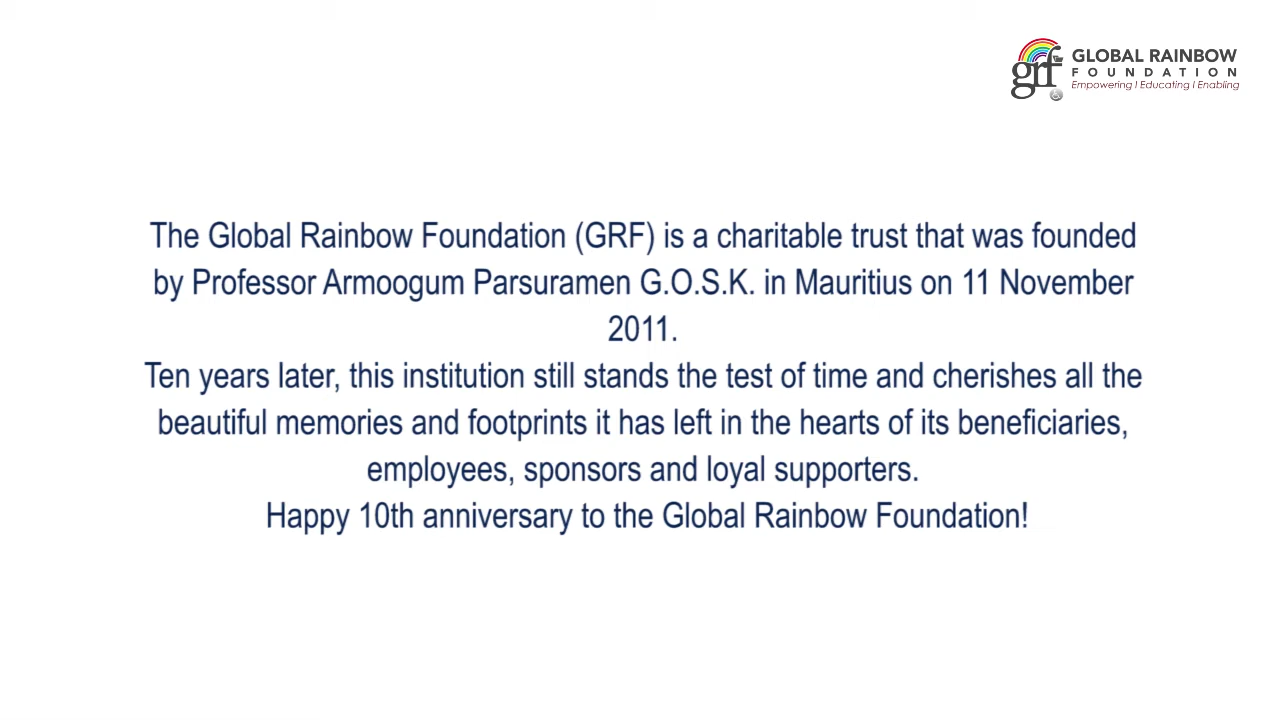 grf
GLOBAL RAINBOW
FOUNDATION
Empowering I Educating I Enabling
The Global Rainbow Foundation (GRF) is a charitable trust that was founded
by Professor Armoogum Parsuramen G.O.S.K. in Mauritius on 11 November
2011.
Ten years later, this institution still stands the test of time and cherishes all the
beautiful memories and footprints it has left in the hearts of its beneficiaries,
employees, sponsors and loyal supporters.
Happy 10th anniversary to the Global Rainbow Foundation!